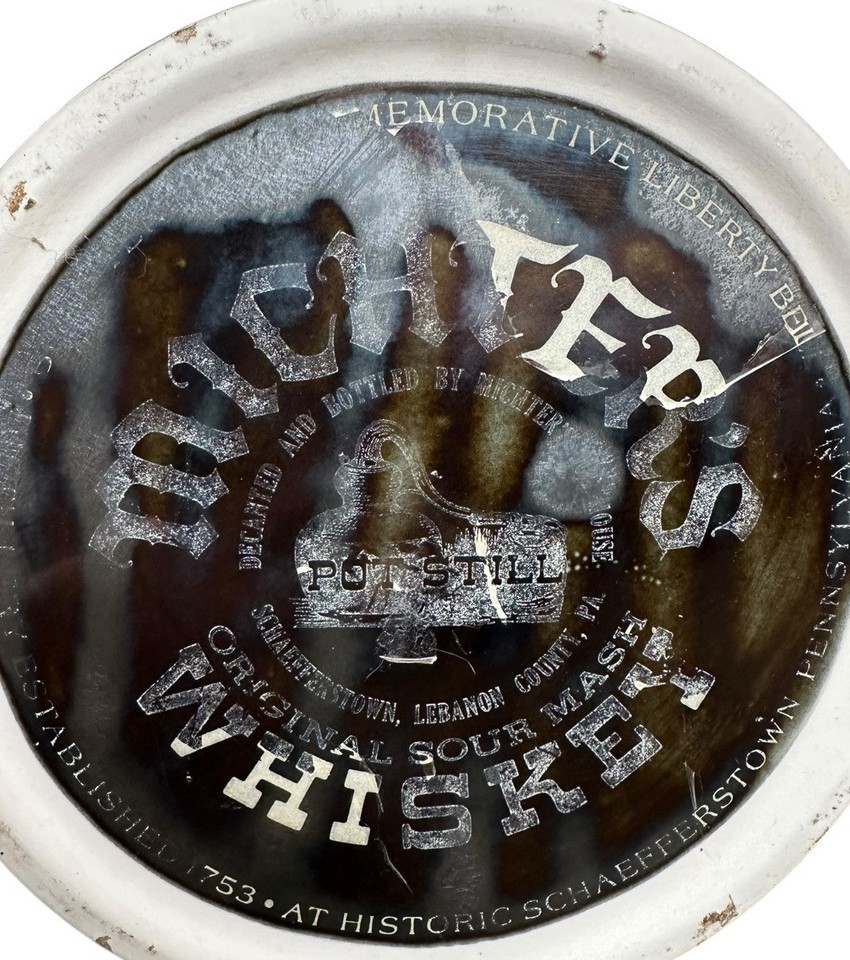 MEMORATIVE LIBERTY BELL
MICHTER'S
DECANTED AND BOTTLED BY MICHTER
POT STILL
SCHAEFFERSTOWN, LEBANON COUNTY, PA.
ORIGINAL SOUR MASH
WHISKEY
ESTABLISHED 1753 • AT HISTORIC SCHAEFFERSTOWN PENNSYLVANIA